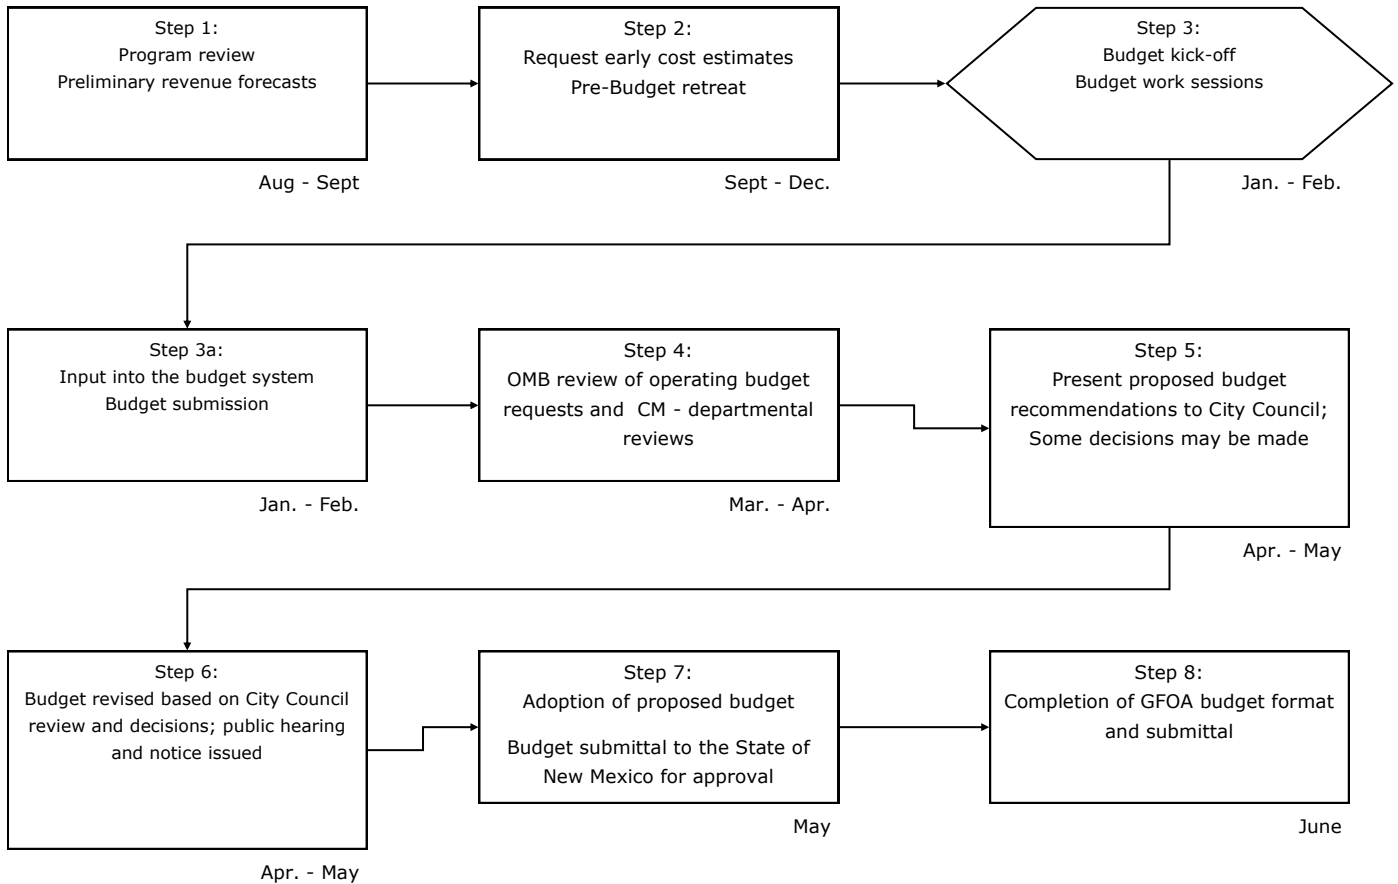 Step 1:
Program review
Preliminary revenue forecasts
Aug - Sept
Step 2:
Request early cost estimates
Pre-Budget retreat
Sept - Dec.
Step 3:
Budget kick-off
Budget work sessions
Jan. - Feb.
Step 3a:
Input into the budget system
Budget submission
Jan. - Feb.
Step 4:
OMB review of operating budget
requests and  CM - departmental
reviews
Mar. - Apr.
Step 5:
Present proposed budget
recommendations to City Council;
Some decisions may be made
Apr. - May
Step 6:
Budget revised based on City Council
review and decisions; public hearing
and notice issued
Apr. - May
Step 7:
Adoption of proposed budget
Budget submittal to the State of
New Mexico for approval
May
Step 8:
Completion of GFOA budget format
and submittal
June